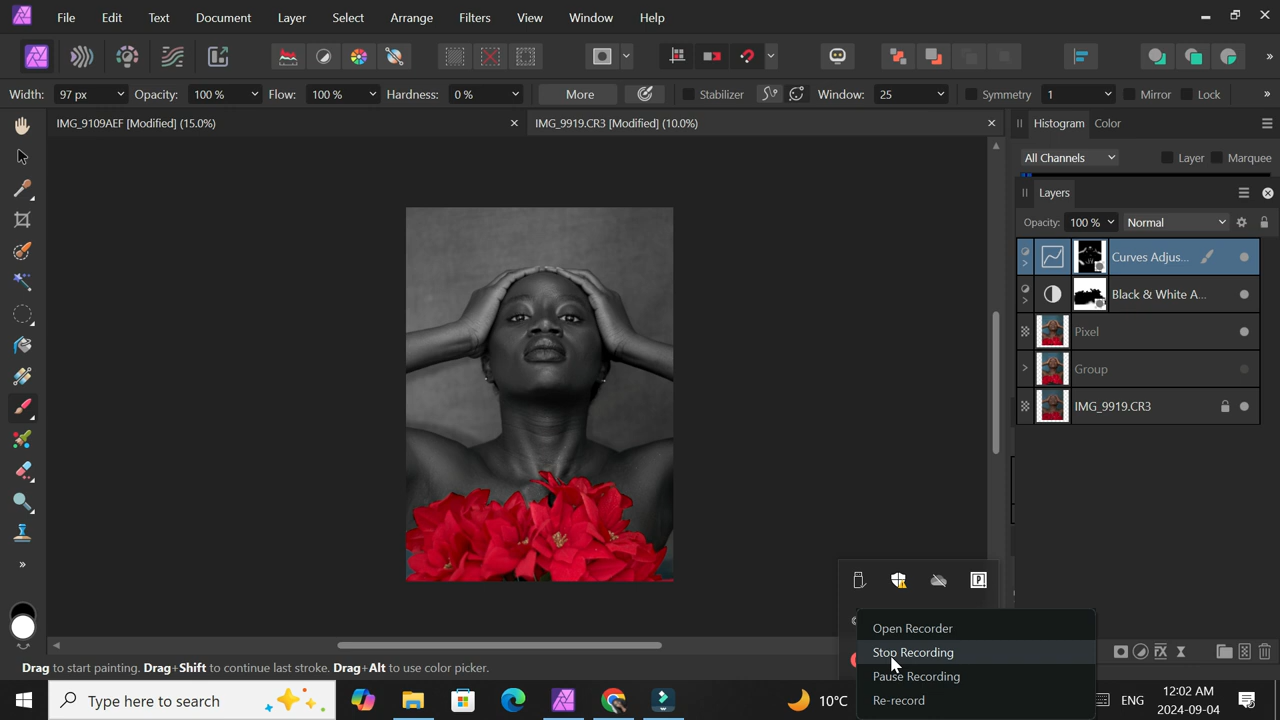 File Edit Text Document Layer Select Arrange Filters View Window Help
Width: 97 px Opacity: 100 % Flow: 100 % Hardness: 0 % More Stabilizer Window: 25 Symmetry 1 Mirror Lock »
IMG_9109AEF [Modified] (15.0%) IMG_9919.CR3 [Modified] (10.0%) Histogram Color
All Channels Layer Marquee
Layers
Opacity: 100 % Normal
Curves Adjus...
Black & White A...
Pixel
Group
IMG_9919.CR3
Open Recorder
Stop Recording
Pause Recording
Re-record
Drag to start painting. Drag+Shift to continue last stroke. Drag+Alt to use color picker.
Type here to search 10°C ENG :02 AM
2024-09-04